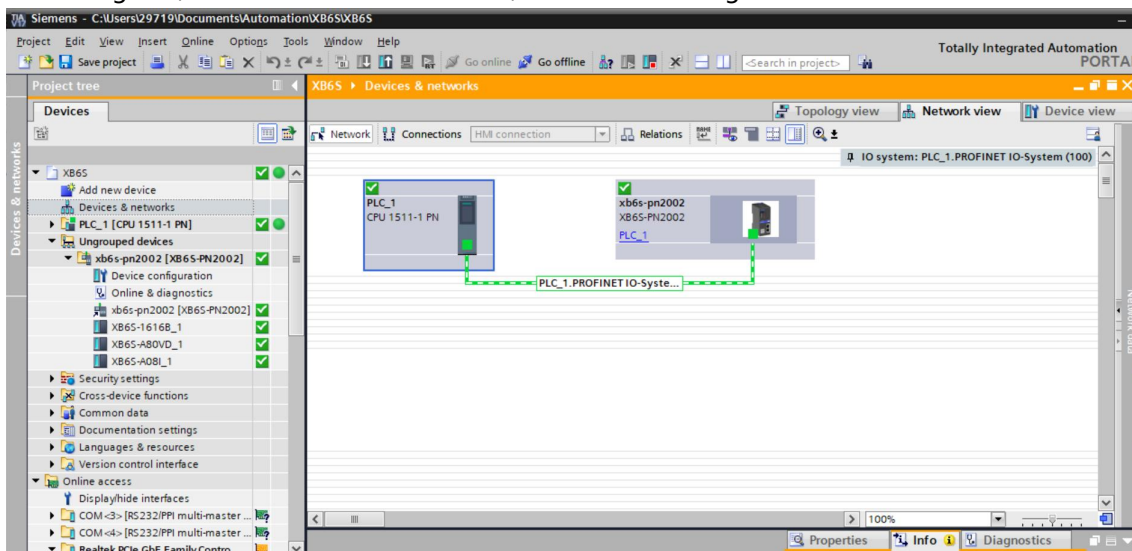 Siemens - C:\Users\29719\Documents\Automation\XB6S\XB6S
Project Edit View Insert Online Options Tools Window Help
Totally Integrated Automation
PORTA
Save project
Go online
Go offline
<Search in project>
Project tree
XB6S
Devices & networks
Devices
Topology view
Network view
Device view
Network
Connections
HMI connection
Relations
IO system: PLC_1.PROFINET IO-System (100)
Devices & networks
XB6S
Add new device
Devices & networks
PLC_1 [CPU 1511-1 PN]
Ungrouped devices
xb6s-pn2002 [XB6S-PN2002]
Device configuration
Online & diagnostics
xb6s-pn2002 [XB6S-PN2002]
XB6S-1616B_1
XB6S-A80VD_1
XB6S-A08I_1
Security settings
Cross-device functions
Common data
Documentation settings
Languages & resources
Version control interface
Online access
Display/hide interfaces
COM <3> [RS232/PPI multi-master ...
COM <4> [RS232/PPI multi-master ...
Realtek PCIe GbE Family Contro...
PLC_1
CPU 1511-1 PN
xb6s-pn2002
XB6S-PN2002
PLC_1
PLC_1.PROFINET IO-Syste...
Network data
100%
Properties
Info
Diagnostics